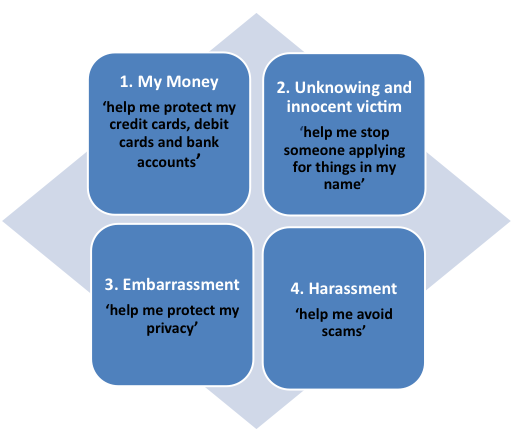 1. My Money
‘help me protect my
credit cards, debit
cards and bank
accounts’
2. Unknowing and
innocent victim
‘help me stop
someone applying
for things in my
name’
3. Embarrassment
‘help me protect my
privacy’
4. Harassment
‘help me avoid
scams’